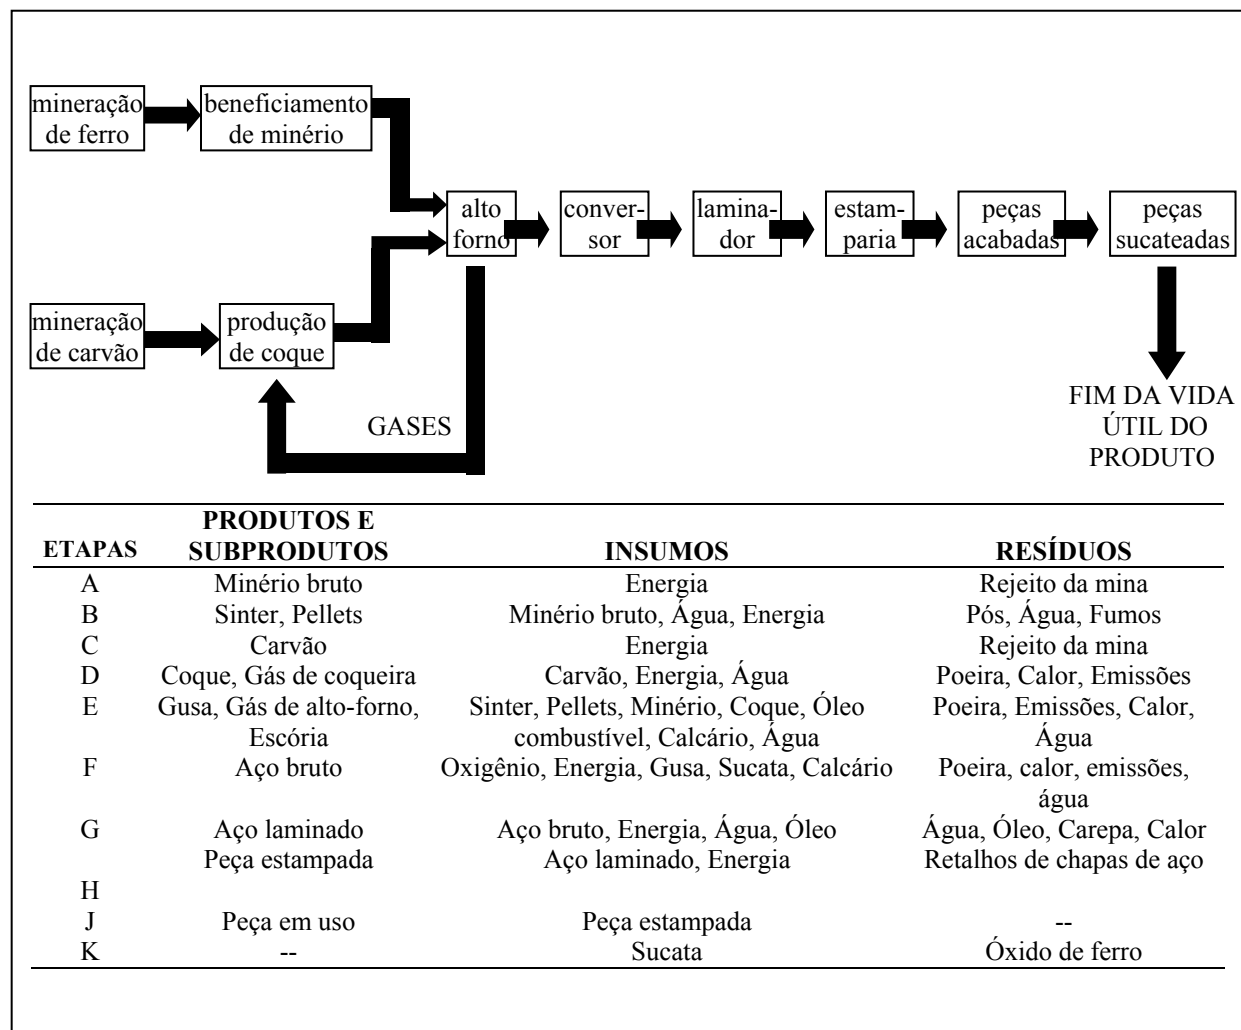 mineração
de ferro
beneficiamento
de minério
alto
forno
conver-
sor
lamina-
dor
estam-
paria
peças
acabadas
peças
sucateadas
mineração
de carvão
produção
de coque
GASES
FIM DA VIDA
ÚTIL DO
PRODUTO
ETAPAS PRODUTOS E SUBPRODUTOS INSUMOS RESÍDUOS
A Minério bruto Energia Rejeito da mina
B Sinter, Pellets Minério bruto, Água, Energia Pós, Água, Fumos
C Carvão Energia Rejeito da mina
D Coque, Gás de coqueira Carvão, Energia, Água Poeira, Calor, Emissões
E Gusa, Gás de alto-forno, Sinter, Pellets, Minério, Coque, Óleo Poeira, Emissões, Calor,
Escória combustível, Calcário, Água Água
F Aço bruto Oxigênio, Energia, Gusa, Sucata, Calcário Poeira, calor, emissões,
água
G Aço laminado Aço bruto, Energia, Água, Óleo Água, Óleo, Carepa, Calor
Peça estampada Aço laminado, Energia Retalhos de chapas de aço
H
J Peça em uso Peça estampada --
K -- Sucata Óxido de ferro